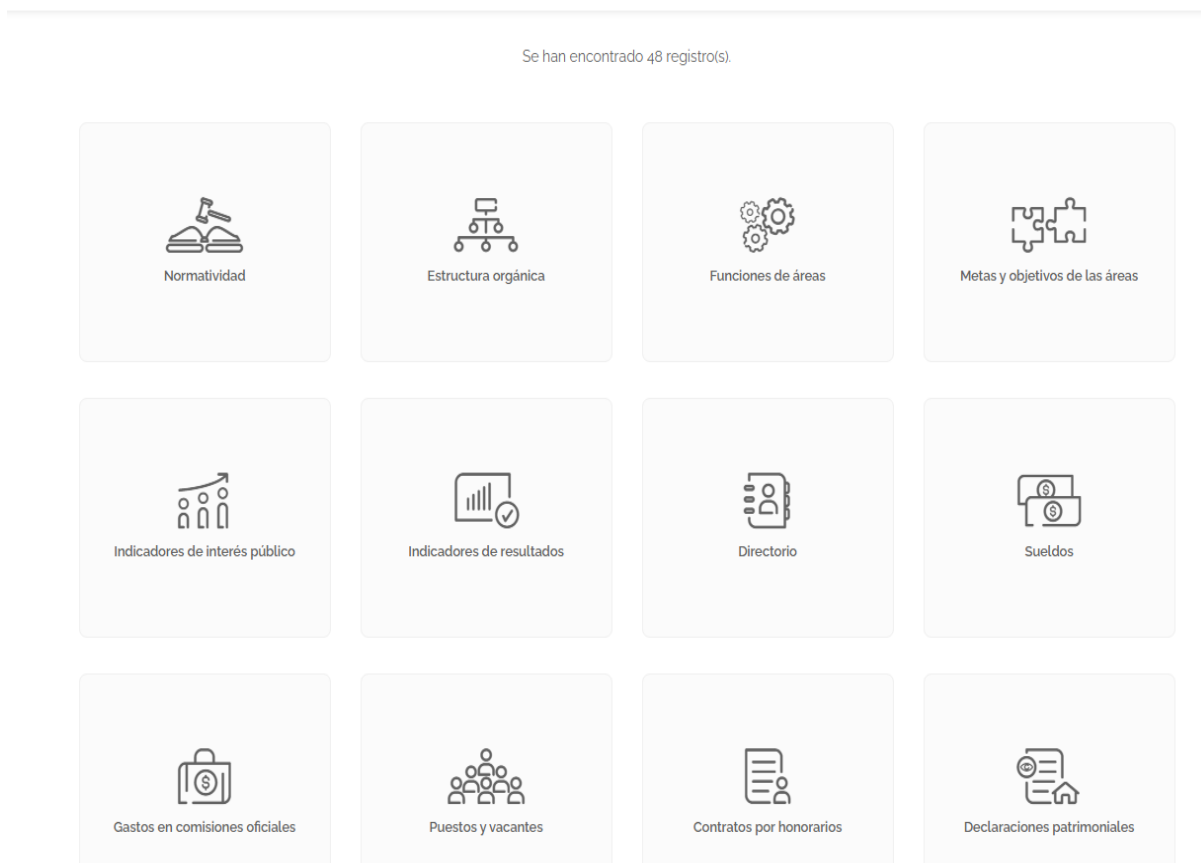 Se han encontrado 48 registro(s).
Normatividad
Estructura orgánica
Funciones de áreas
Metas y objetivos de las áreas
Indicadores de interés público
Indicadores de resultados
Directorio
Sueldos
Gastos en comisiones oficiales
Puestos y vacantes
Contratos por honorarios
Declaraciones patrimoniales